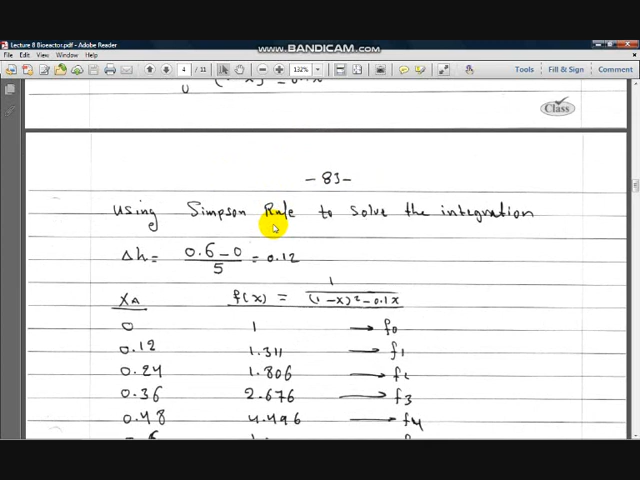 Lecture 8 Bioeactos.pdf - Adobe Reader
WWW.BANDICAM.COM
File Edit View Window Help
4 / 11 132% Tools Fill & Sign Comment
Class
-83-
using Simpson Rule to solve the integration
Δh = 0.6-0 / 5 = 0.12
XA f(x) = 1 / (1-x)² - 0.1x
0 1 → f0
0.12 1.311 → f1
0.24 1.806 → f2
0.36 2.676 → f3
0.48 4.496 → f4